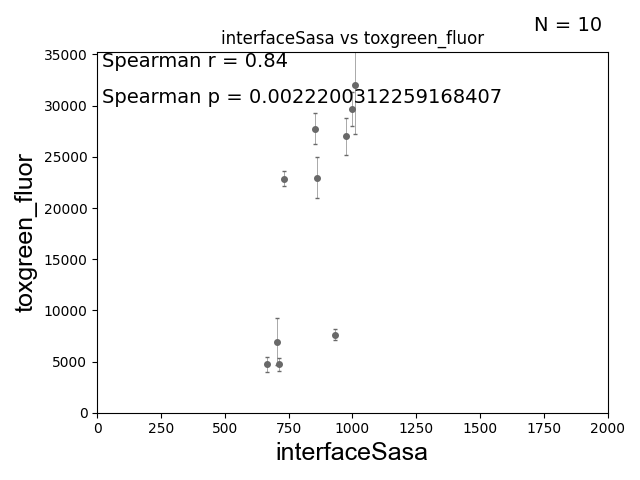 N = 10
interfaceSasa vs toxgreen_fluor
Spearman r = 0.84
Spearman p = 0.0022200312259168407
toxgreen_fluor
35000
30000
25000
20000
15000
10000
5000
0
0 250 500 750 1000 1250 1500 1750 2000
interfaceSasa